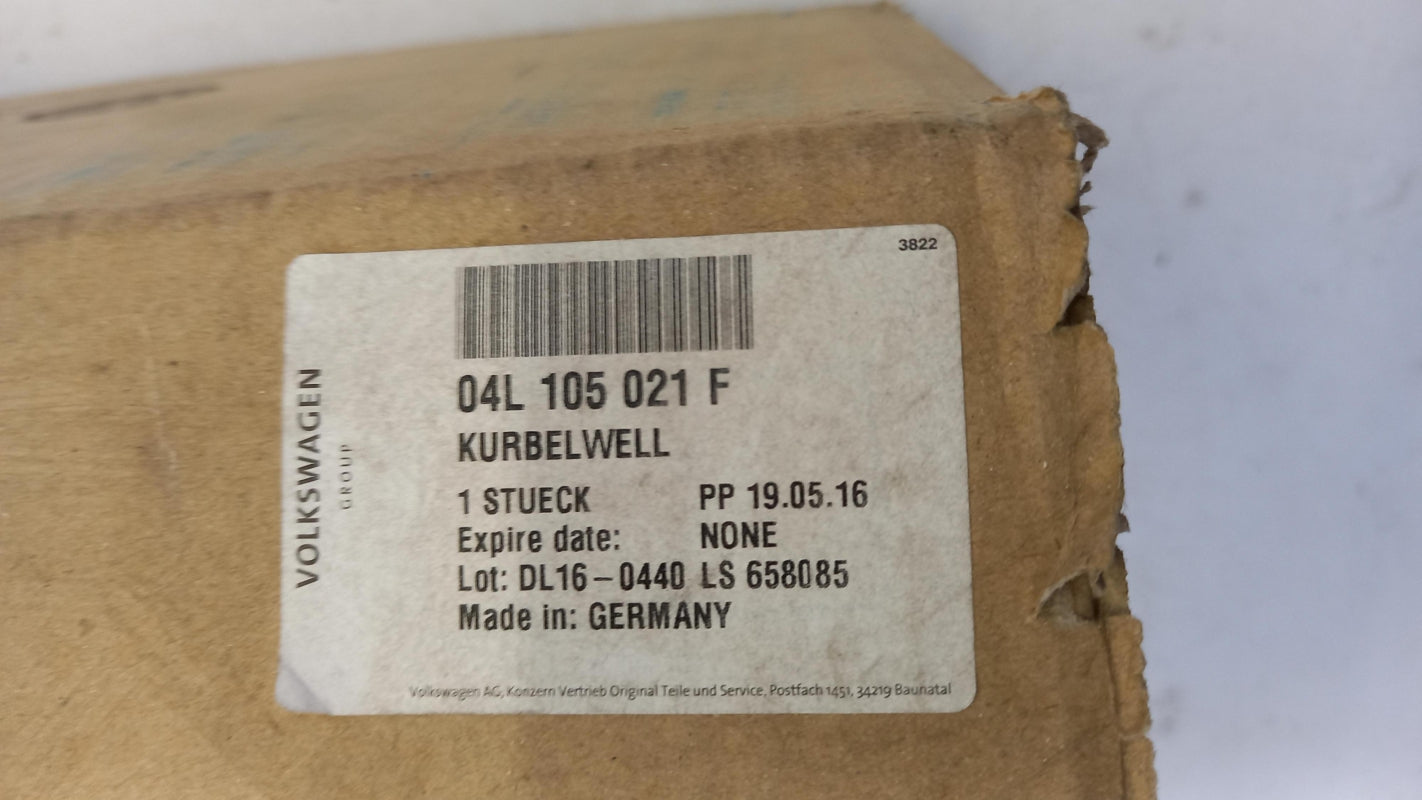 3822
04L 105 021 F
KURBELWELL
1 STUECK PP 19.05.16
Expire date: NONE
Lot: DL16-0440 LS 658085
Made in: GERMANY
Volkswagen AG, Konzern Vertrieb Original Teile und Service, Postfach 1451, 34219 Baunatal
VOLKSWAGEN
GROUP